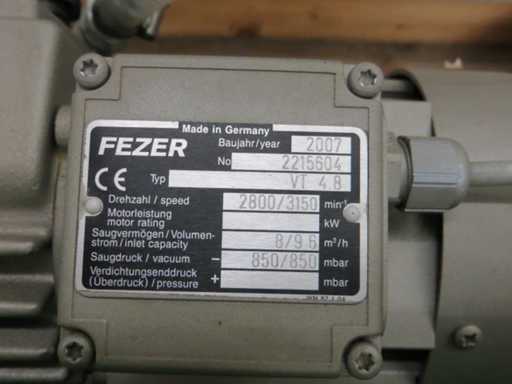 Made in Germany
FEZER Baujahr/year 2007
No 2215604
CE Typ VT 4 8
Drehzahl / speed 2800/3150 min-1
Motorleistung
motor rating kW
Saugvermögen / Volumen-
strom / inlet capacity 8/9 6 m³/h
Saugdruck / vacuum - 850/850 mbar
Verdichtungsenddruck
(Überdruck) / pressure + mbar